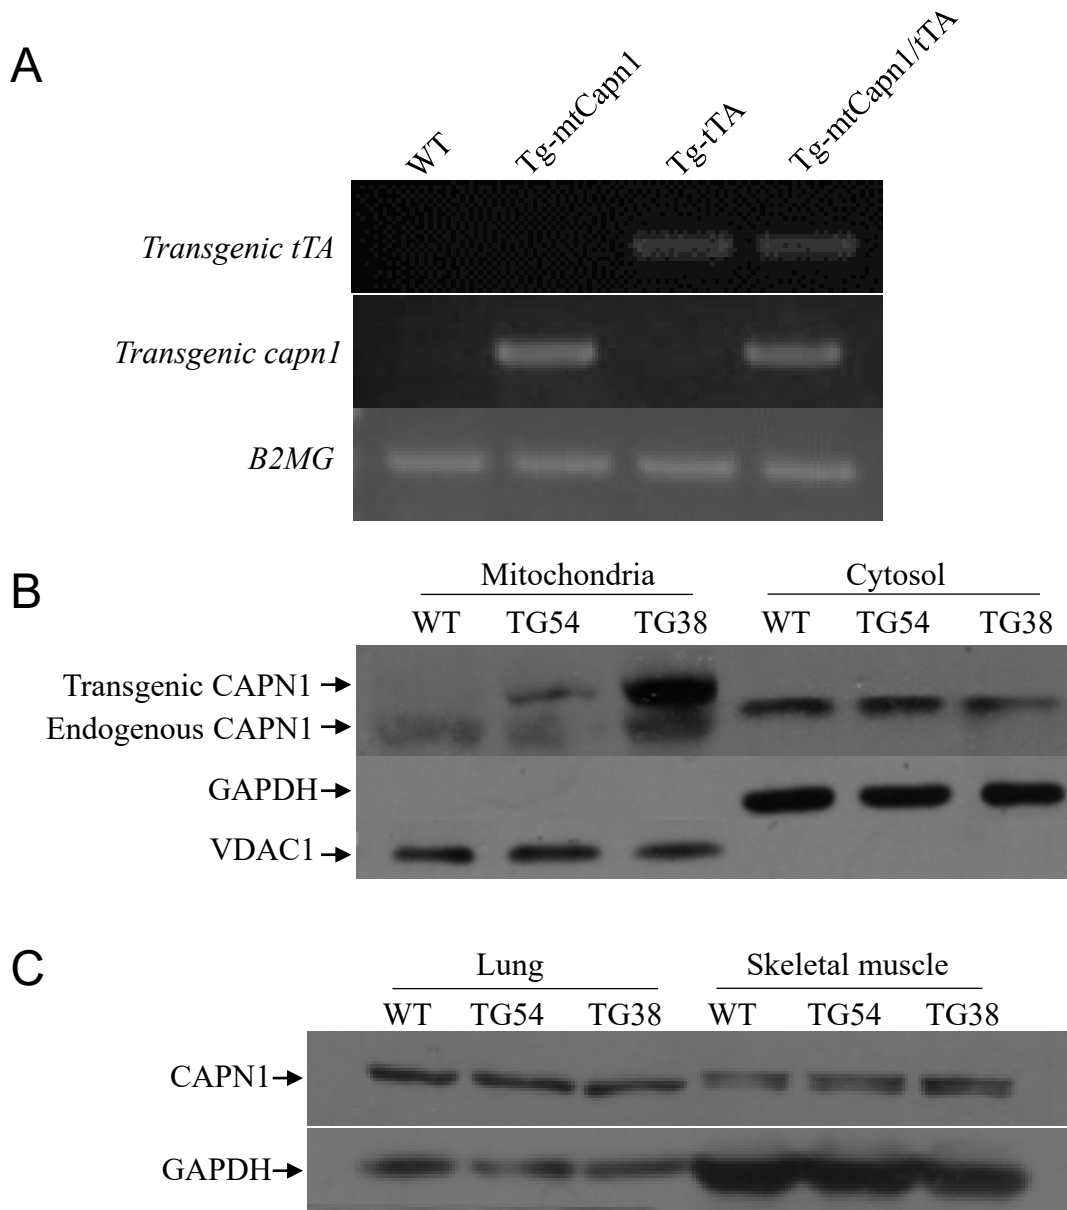 A
WT Tg-mtCapn1 Tg-tTA Tg-mtCapn1/tTA
Transgenic tTA
Transgenic capn1
B2MG
B
Mitochondria Cytosol
WT TG54 TG38 WT TG54 TG38
Transgenic CAPN1
Endogenous CAPN1
GAPDH
VDAC1
C
Lung Skeletal muscle
WT TG54 TG38 WT TG54 TG38
CAPN1
GAPDH